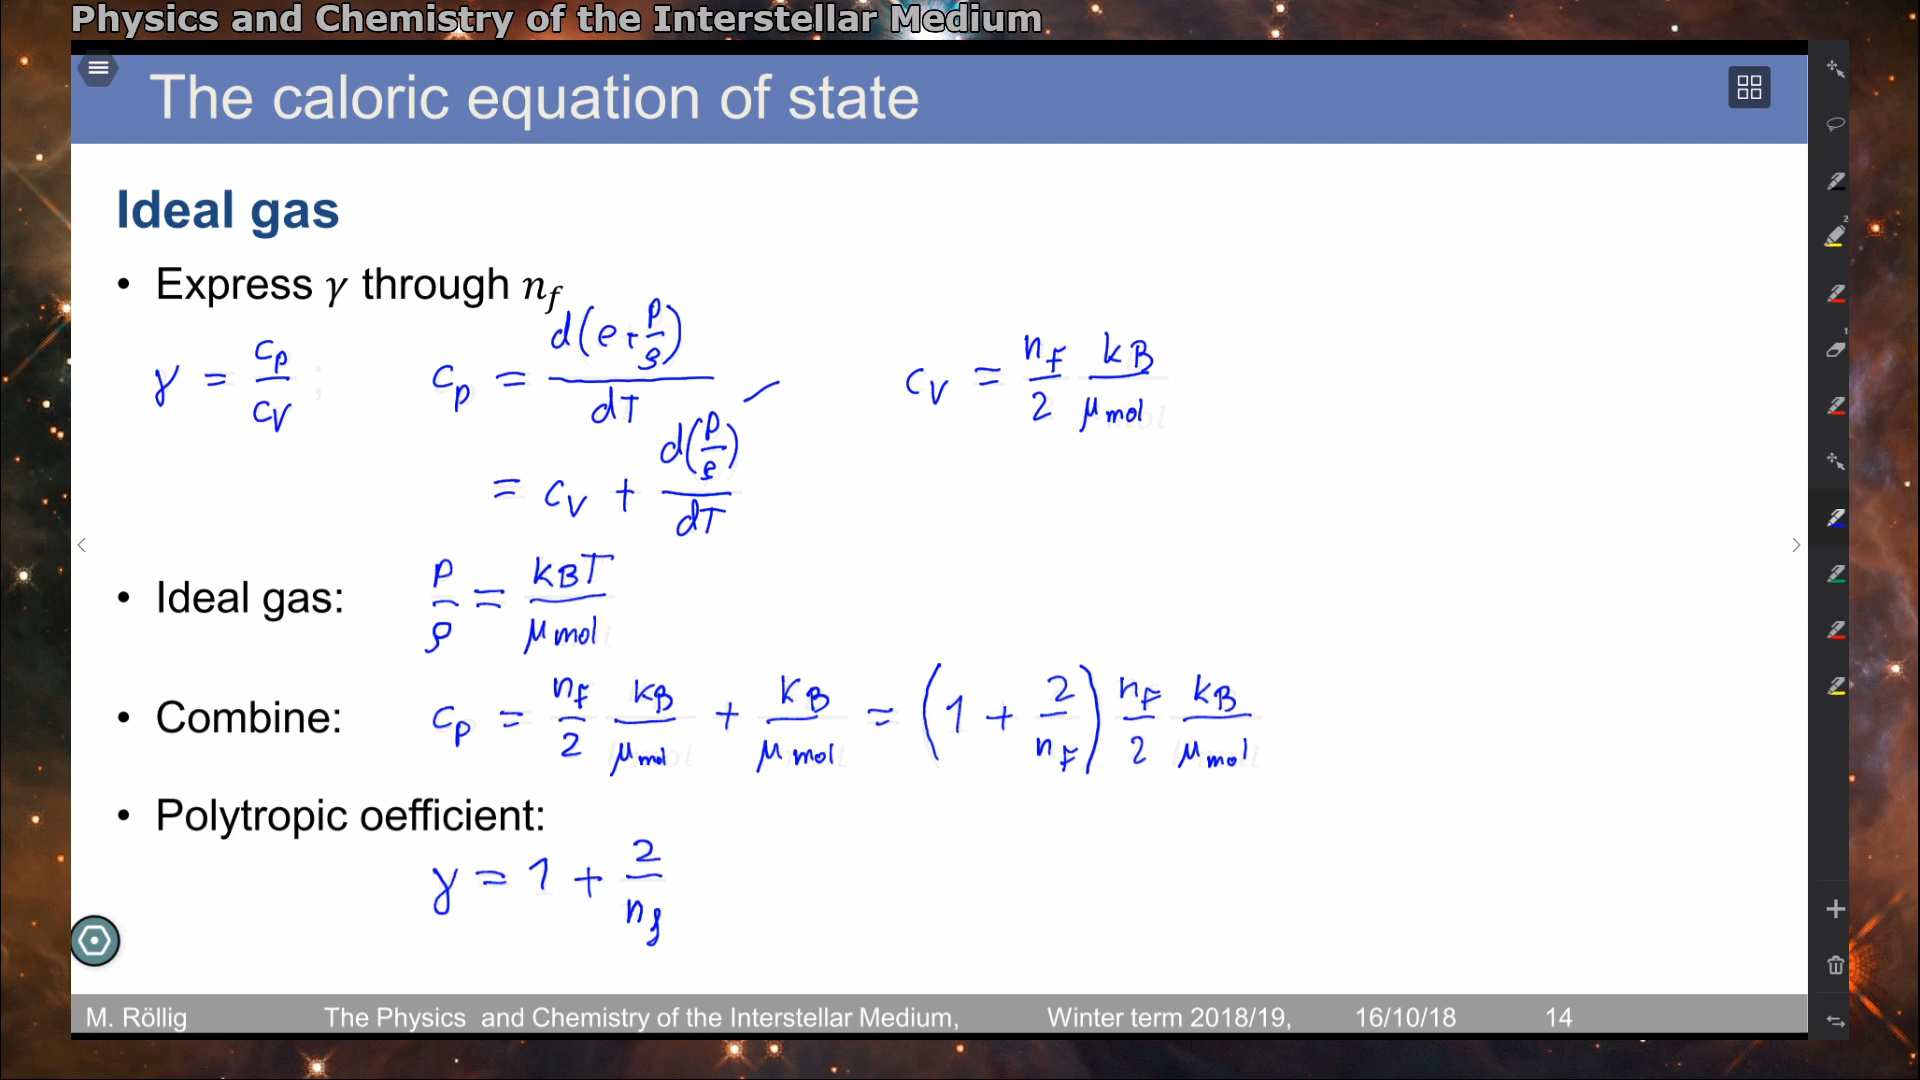 Physics and Chemistry of the Interstellar Medium
The caloric equation of state
Ideal gas
• Express γ through n_f
γ = c_p/c_V ; c_p = d(e + p/ρ)/dT c_V = n_f/2 k_B/μ_mol
= c_V + d(p/ρ)/dT
• Ideal gas: p/ρ = k_B T/μ_mol
• Combine: c_p = n_f/2 k_B/μ_mol + k_B/μ_mol = (1 + 2/n_f) n_f/2 k_B/μ_mol
• Polytropic oefficient:
γ = 1 + 2/n_f
M. Röllig The Physics and Chemistry of the Interstellar Medium, Winter term 2018/19, 16/10/18 14
2
1